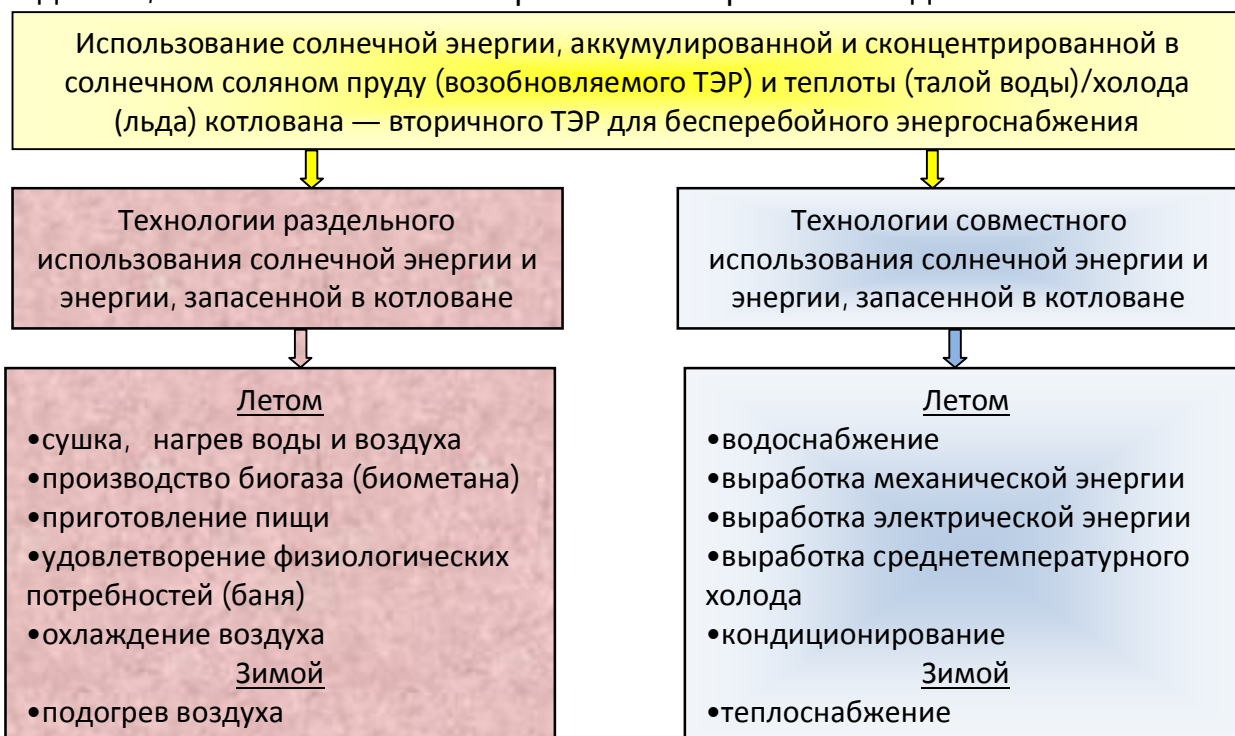 Использование солнечной энергии, аккумулированной и сконцентрированной в
солнечном соляном пруду (возобновляемого ТЭР) и теплоты (талой воды)/холода
(льда) котлована — вторичного ТЭР для бесперебойного энергоснабжения
Технологии раздельного
использования солнечной энергии и
энергии, запасенной в котловане
Технологии совместного
использования солнечной энергии и
энергии, запасенной в котловане
Летом
•сушка, нагрев воды и воздуха
•производство биогаза (биометана)
•приготовление пищи
•удовлетворение физиологических
потребностей (баня)
•охлаждение воздуха
Зимой
•подогрев воздуха
Летом
•водоснабжение
•выработка механической энергии
•выработка электрической энергии
•выработка среднетемпературного
холода
•кондиционирование
Зимой
•теплоснабжение